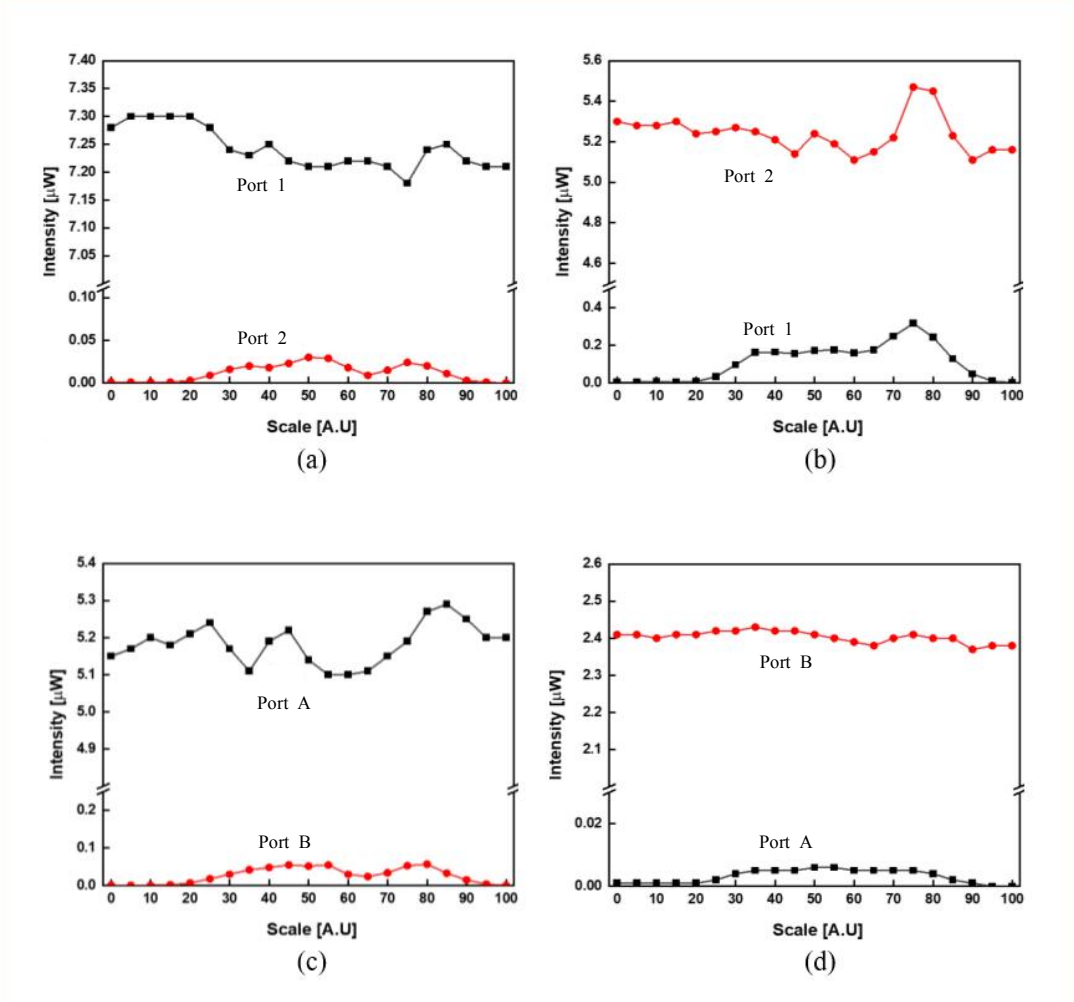 7.40
7.35
7.30
7.25
7.20
7.15
7.10
7.05
0.10
0.05
0.00
Intensity [μW]
Port 1
Port 2
0 10 20 30 40 50 60 70 80 90 100
Scale [A.U]
(a)
5.6
5.4
5.2
5.0
4.8
4.6
0.4
0.2
0.0
Intensity [μW]
Port 2
Port 1
0 10 20 30 40 50 60 70 80 90 100
Scale [A.U]
(b)
5.4
5.3
5.2
5.1
5.0
4.9
0.2
0.1
0.0
Intensity [μW]
Port A
Port B
0 10 20 30 40 50 60 70 80 90 100
Scale [A.U]
(c)
2.6
2.5
2.4
2.3
2.2
2.1
0.02
0.00
Intensity [μW]
Port B
Port A
0 10 20 30 40 50 60 70 80 90 100
Scale [A.U]
(d)